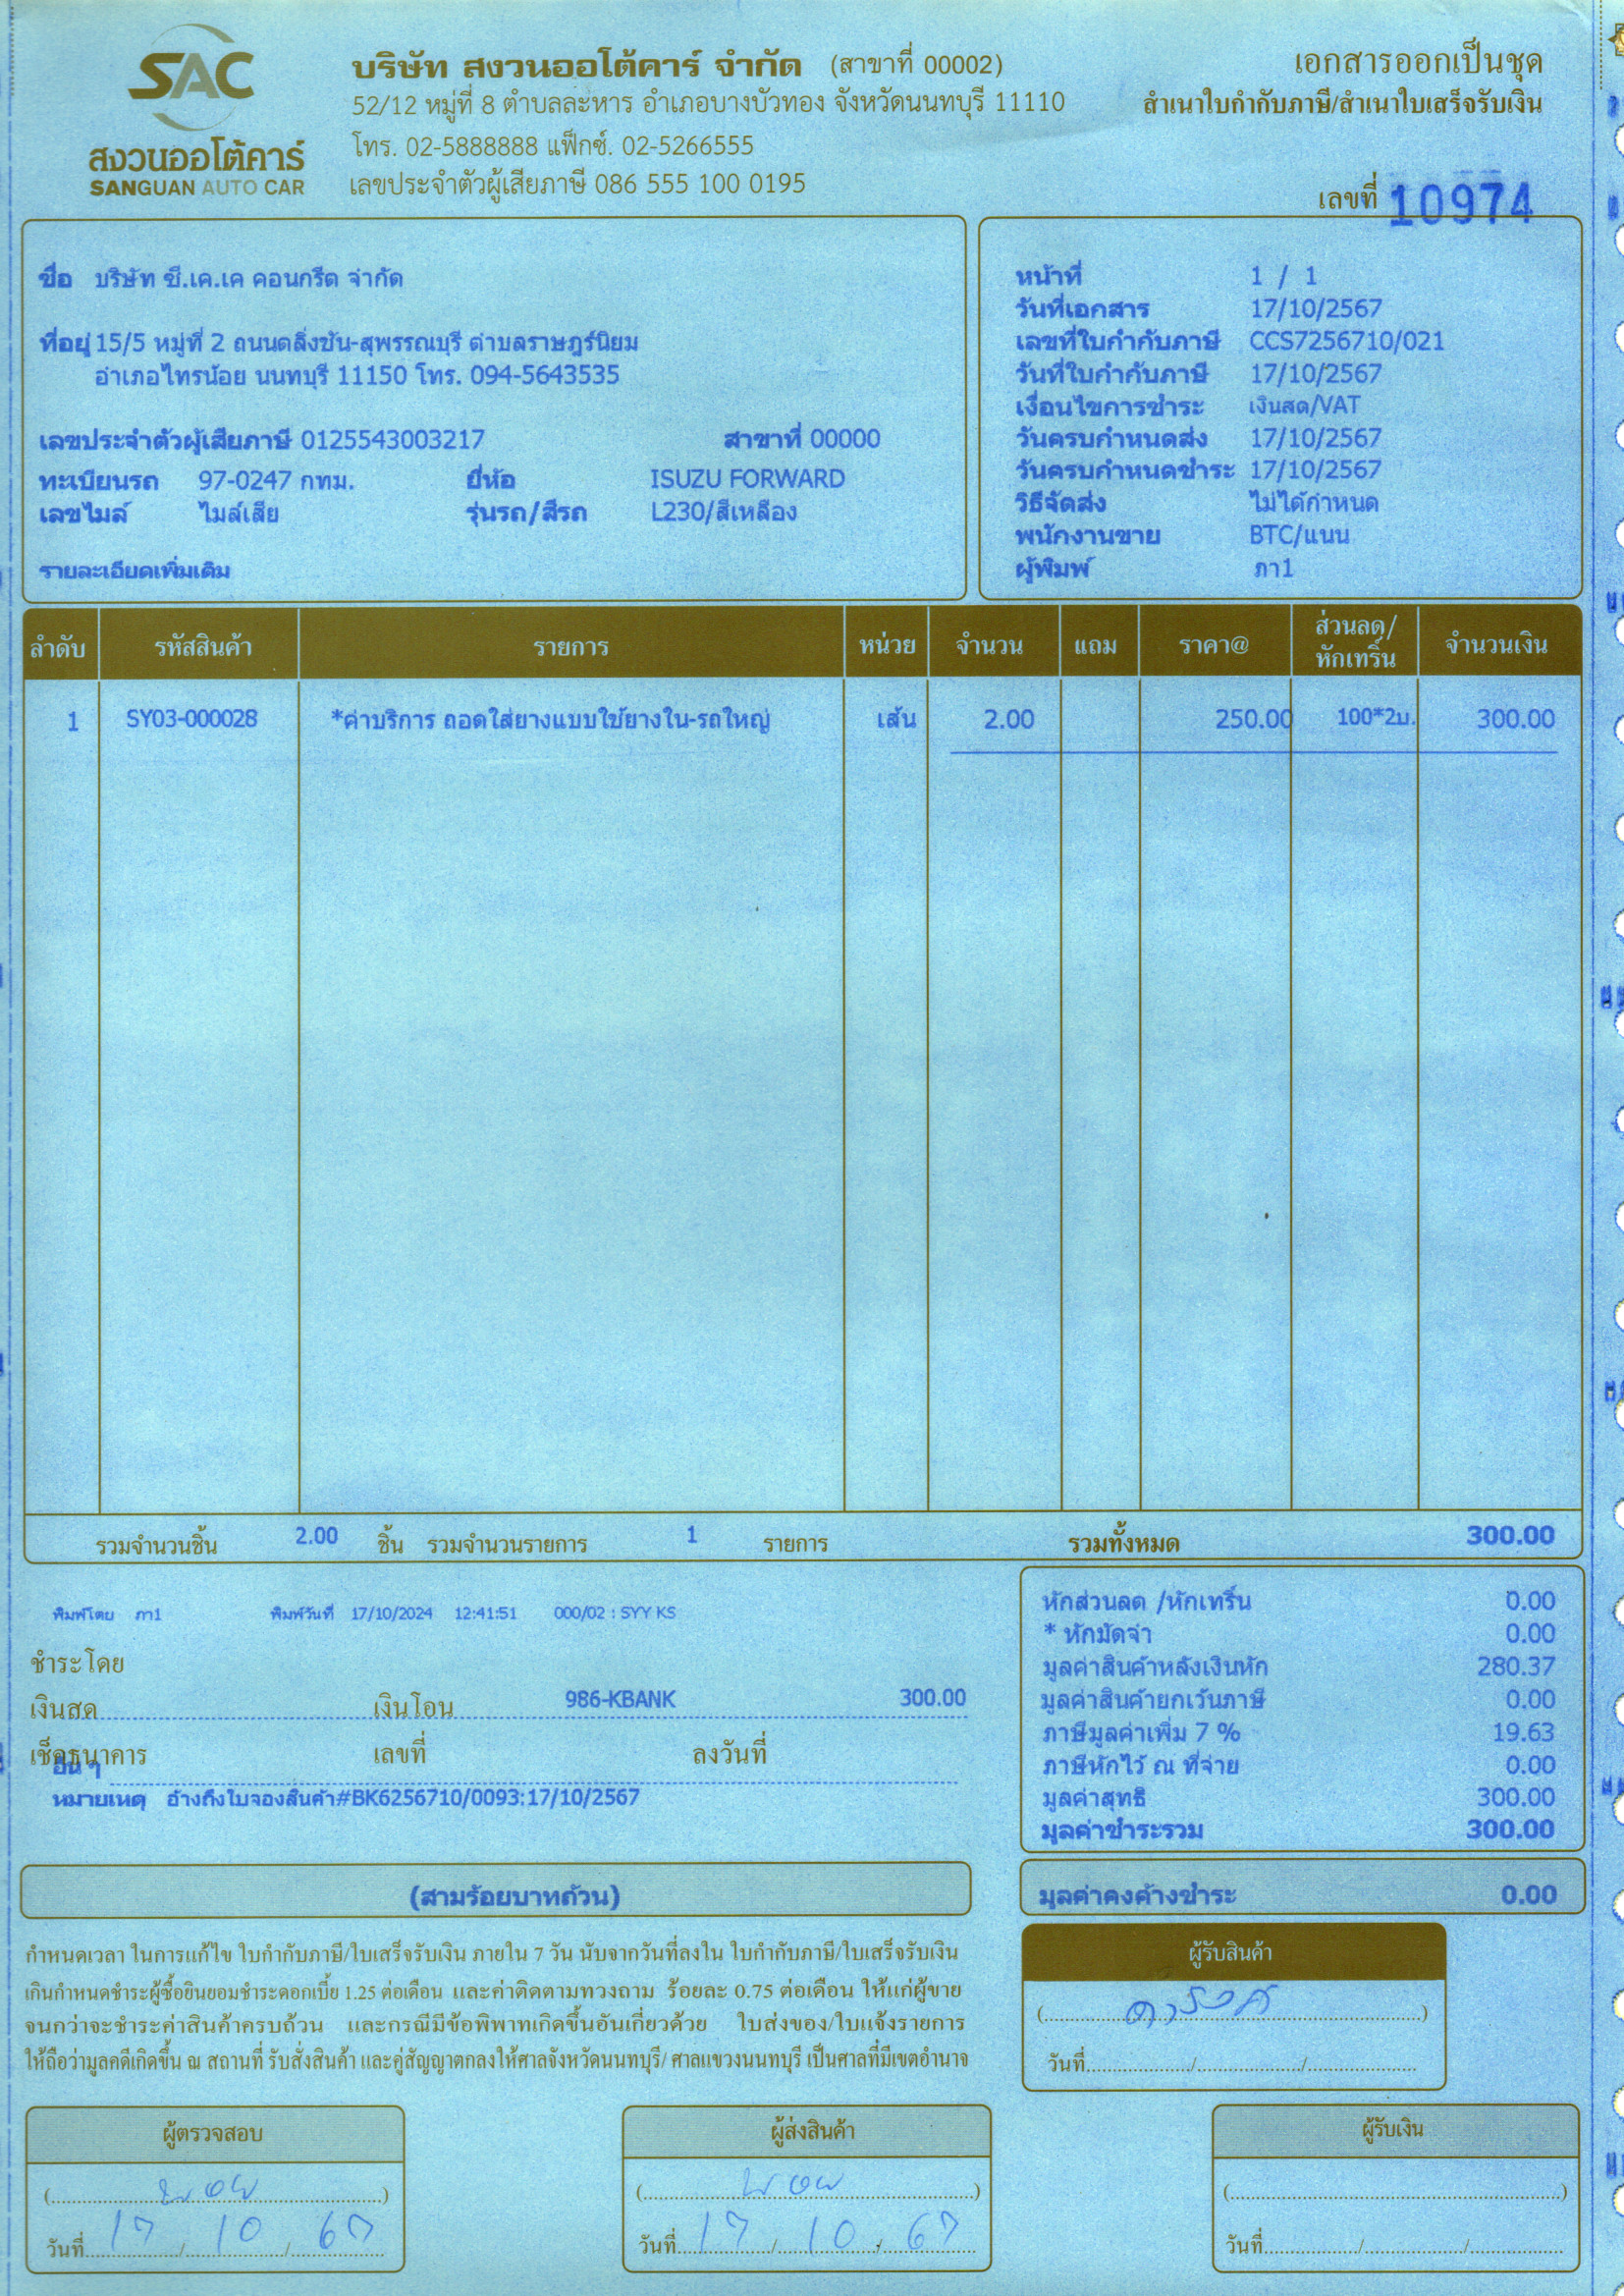 SAC
สงวนออโต้คาร์
SANGUAN AUTO CAR
บริษัท สงวนออโต้คาร์ จำกัด (สาขาที่ 00002)
52/12 หมู่ที่ 8 ตำบลละหาร อำเภอบางบัวทอง จังหวัดนนทบุรี 11110
โทร. 02-5888888 แฟ็กซ์. 02-5266555
เลขประจำตัวผู้เสียภาษี 086 555 100 0195
เอกสารออกเป็นชุด
สำเนาใบกำกับภาษี/สำเนาใบเสร็จรับเงิน
เลขที่ 10974
ชื่อ บริษัท ซี.เค.เค คอนกรีต จำกัด
ที่อยู่ 15/5 หมู่ที่ 2 ถนนตลิ่งชัน-สุพรรณบุรี ตำบลราษฎร์นิยม
อำเภอไทรน้อย นนทบุรี 11150 โทร. 094-5643535
เลขประจำตัวผู้เสียภาษี 0125543003217 สาขาที่ 00000
ทะเบียนรถ 97-0247 กทม. ยี่ห้อ ISUZU FORWARD
เลขไมล์ ไมล์เสีย รุ่นรถ/สีรถ L230/สีเหลือง
รายละเอียดเพิ่มเติม
หน้าที่ 1 / 1
วันที่เอกสาร 17/10/2567
เลขที่ใบกำกับภาษี CCS7256710/021
วันที่ใบกำกับภาษี 17/10/2567
เงื่อนไขการชำระ เงินสด/VAT
วันครบกำหนดส่ง 17/10/2567
วันครบกำหนดชำระ 17/10/2567
วิธีจัดส่ง ไม่ได้กำหนด
พนักงานขาย BTC/แนน
ผู้พิมพ์ ภา1
ลำดับ รหัสสินค้า รายการ หน่วย จำนวน แถม ราคา@ ส่วนลด/หักเทริ์น จำนวนเงิน
1 SY03-000028 *ค่าบริการ ถอดใส่ยางแบบใช้ยางใน-รถใหญ่ เส้น 2.00 250.00 100*2บ. 300.00
รวมจำนวนชิ้น 2.00 ชิ้น รวมจำนวนรายการ 1 รายการ รวมทั้งหมด 300.00
พิมพ์โดย ภา1 พิมพ์วันที่ 17/10/2024 12:41:51 000/02 : SYY KS
ชำระโดย
เงินสด เงินโอน 986-KBANK 300.00
เช็คธนาคาร เลขที่ ลงวันที่
อื่น ๆ
หมายเหตุ อ้างถึงใบจองสินค้า#BK6256710/0093:17/10/2567
หักส่วนลด /หักเทริ์น 0.00
* หักมัดจำ 0.00
มูลค่าสินค้าหลังเงินหัก 280.37
มูลค่าสินค้ายกเว้นภาษี 0.00
ภาษีมูลค่าเพิ่ม 7 % 19.63
ภาษีหักไว้ ณ ที่จ่าย 0.00
มูลค่าสุทธิ 300.00
มูลค่าชำระรวม 300.00
(สามร้อยบาทถ้วน)
มูลค่าคงค้างชำระ 0.00
กำหนดเวลา ในการแก้ไข ใบกำกับภาษี/ใบเสร็จรับเงิน ภายใน 7 วัน นับจากวันที่ลงใน ใบกำกับภาษี/ใบเสร็จรับเงิน
เกินกำหนดชำระผู้ซื้อยินยอมชำระดอกเบี้ย 1.25 ต่อเดือน และค่าติดตามทวงถาม ร้อยละ 0.75 ต่อเดือน ให้แก่ผู้ขาย
จนกว่าจะชำระค่าสินค้าครบถ้วน และกรณีมีข้อพิพาทเกิดขึ้นอันเกี่ยวด้วย ใบส่งของ/ใบแจ้งรายการ
ให้ถือว่ามูลคดีเกิดขึ้น ณ สถานที่ รับสั่งสินค้า และคู่สัญญาตกลงให้ศาลจังหวัดนนทบุรี/ ศาลแขวงนนทบุรี เป็นศาลที่มีเขตอำนาจ
ผู้รับสินค้า
วันที่ / /
ผู้ตรวจสอบ
วันที่ 17 / 10 / 67
ผู้ส่งสินค้า
วันที่ 17 / 10 / 67
ผู้รับเงิน
วันที่ / /